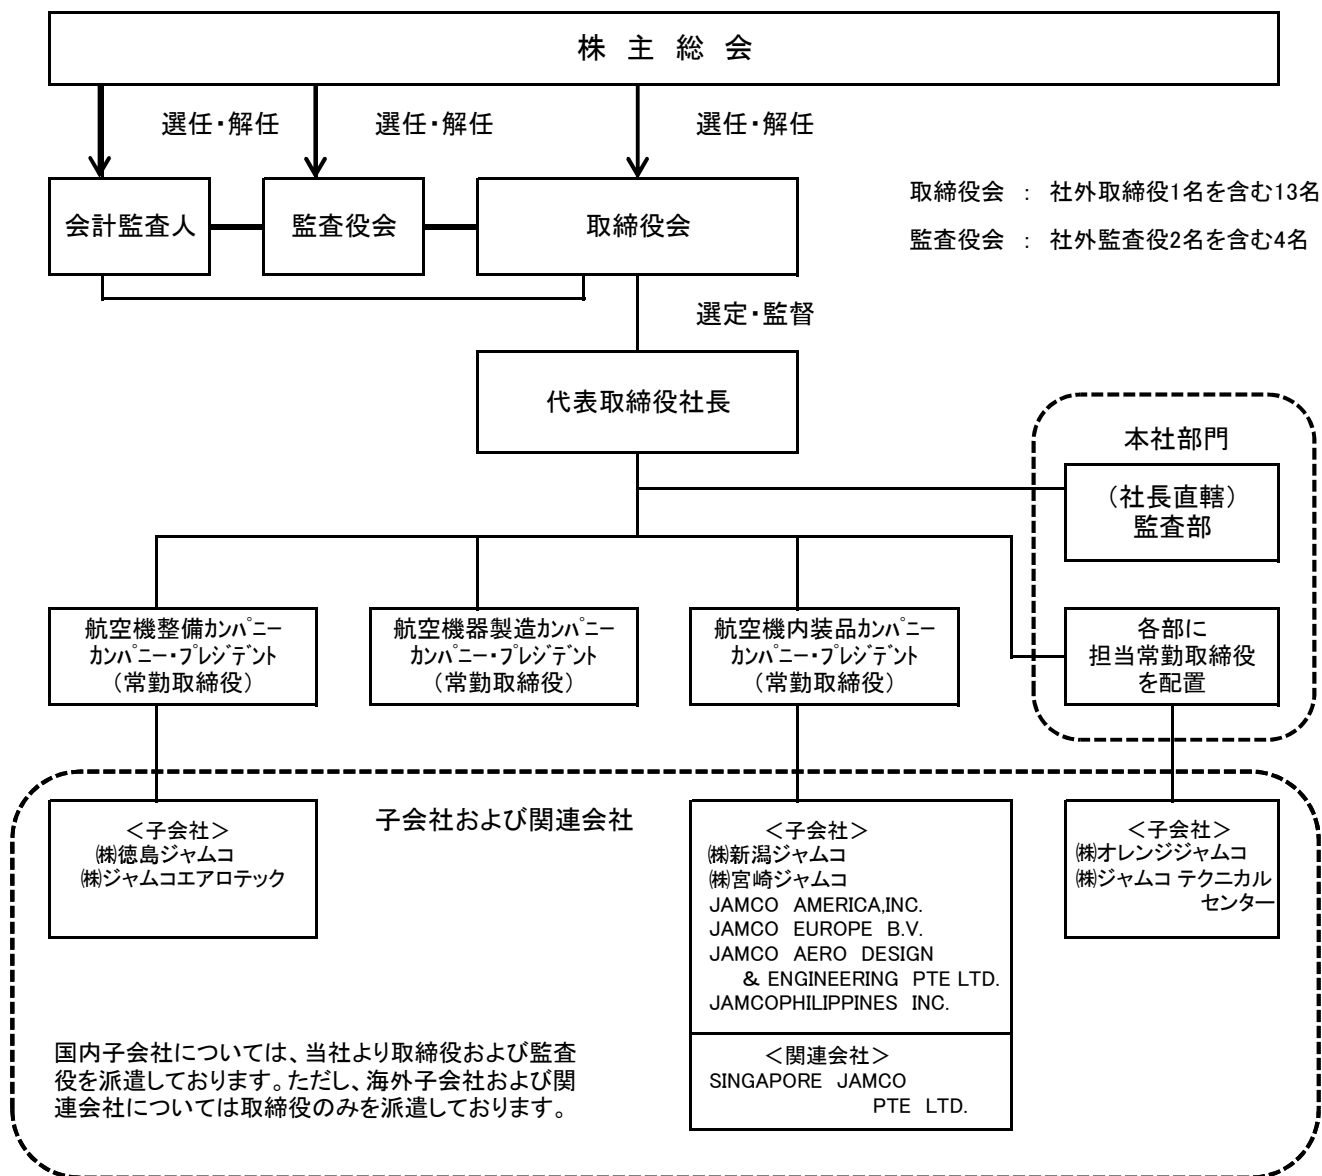 株 主 総 会
選任・解任
選任・解任
選任・解任
会計監査人
監査役会
取締役会
取締役会 : 社外取締役1名を含む13名
監査役会 : 社外監査役2名を含む4名
選定・監督
代表取締役社長
本社部門
(社長直轄)
監査部
航空機整備ｶﾝﾊﾟﾆｰ
ｶﾝﾊﾟﾆｰ・ﾌﾟﾚｼﾞﾃﾞﾝﾄ
(常勤取締役)
航空機器製造ｶﾝﾊﾟﾆｰ
ｶﾝﾊﾟﾆｰ・ﾌﾟﾚｼﾞﾃﾞﾝﾄ
(常勤取締役)
航空機内装品ｶﾝﾊﾟﾆｰ
ｶﾝﾊﾟﾆｰ・ﾌﾟﾚｼﾞﾃﾞﾝﾄ
(常勤取締役)
各部に
担当常勤取締役
を配置
子会社および関連会社
<子会社>
㈱徳島ジャムコ
㈱ジャムコエアロテック
<子会社>
㈱新潟ジャムコ
㈱宮崎ジャムコ
JAMCO AMERICA,INC.
JAMCO EUROPE B.V.
JAMCO AERO DESIGN
& ENGINEERING PTE LTD.
JAMCOPHILIPPINES INC.
<関連会社>
SINGAPORE JAMCO
PTE LTD.
<子会社>
㈱オレンジジャムコ
㈱ジャムコ テクニカル
センター
国内子会社については、当社より取締役および監査
役を派遣しております。ただし、海外子会社および関
連会社については取締役のみを派遣しております。